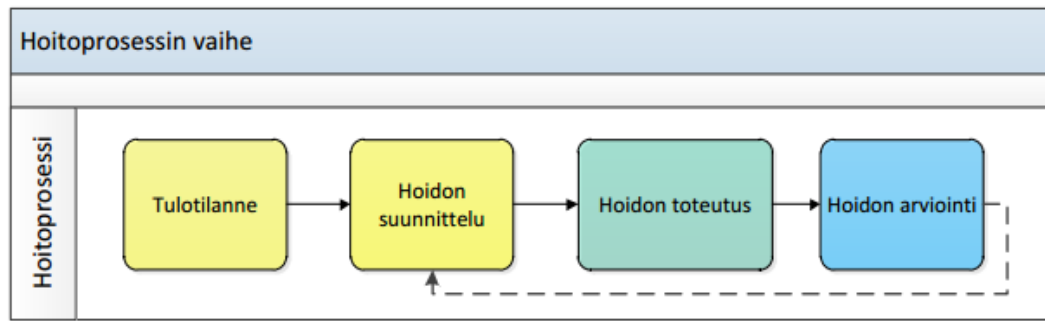 Hoitoprosessin vaihe
Hoitoprosessi
Tulotilanne
Hoidon
suunnittelu
Hoidon toteutus
Hoidon arviointi